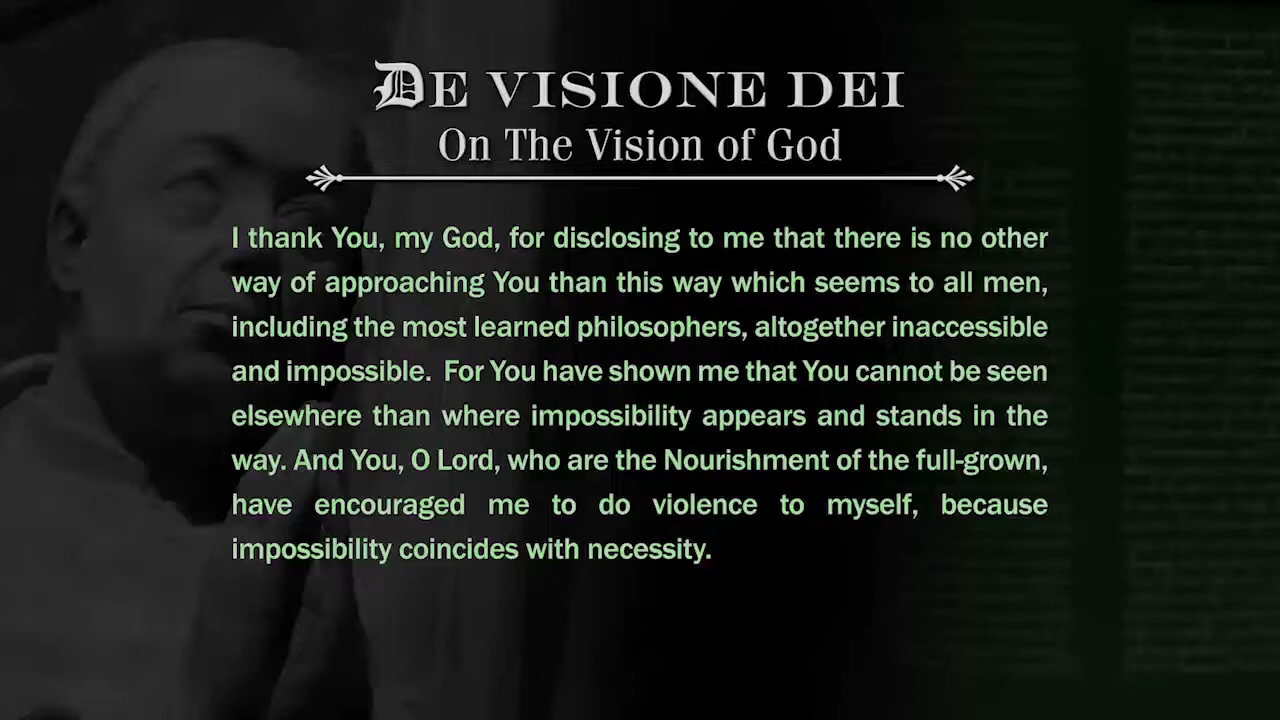 DE VISIONE DEI
On The Vision of God
I thank You, my God, for disclosing to me that there is no other
way of approaching You than this way which seems to all men,
including the most learned philosophers, altogether inaccessible
and impossible. For You have shown me that You cannot be seen
elsewhere than where impossibility appears and stands in the
way. And You, O Lord, who are the Nourishment of the full-grown,
have encouraged me to do violence to myself, because
impossibility coincides with necessity.